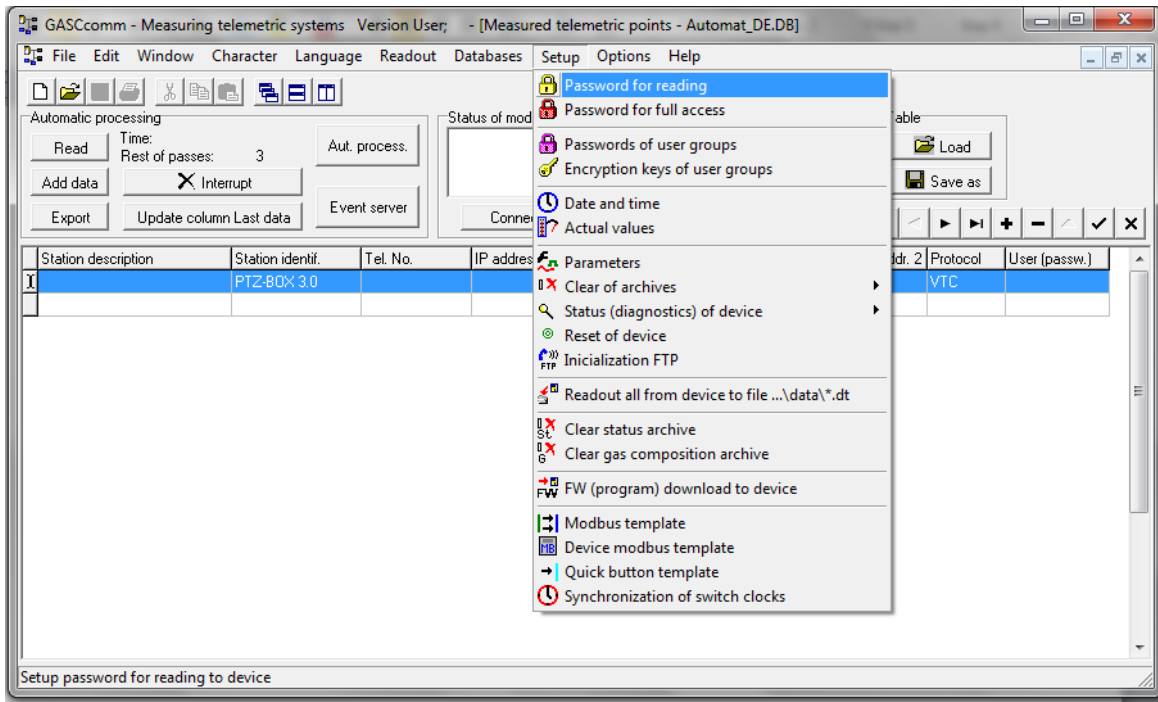 GASCcomm - Measuring telemetric systems Version User; - [Measured telemetric points - Automat_DE.DB]
File Edit Window Character Language Readout Databases Setup Options Help
Automatic processing
Time:
Read
Rest of passes: 3
Aut. process.
Add data
Interrupt
Export
Update column Last data
Event server
Status of mod
Conne
able
Load
Save as
Station description Station identif. Tel. No. IP addres ddr. 2 Protocol User (passw.)
PTZ-BOX 3.0 VTC
Password for reading
Password for full access
Passwords of user groups
Encryption keys of user groups
Date and time
Actual values
Parameters
Clear of archives
Status (diagnostics) of device
Reset of device
FTP Inicialization FTP
Readout all from device to file ...\data\*.dt
St Clear status archive
G Clear gas composition archive
FW FW (program) download to device
Modbus template
MB Device modbus template
Quick button template
Synchronization of switch clocks
Setup password for reading to device